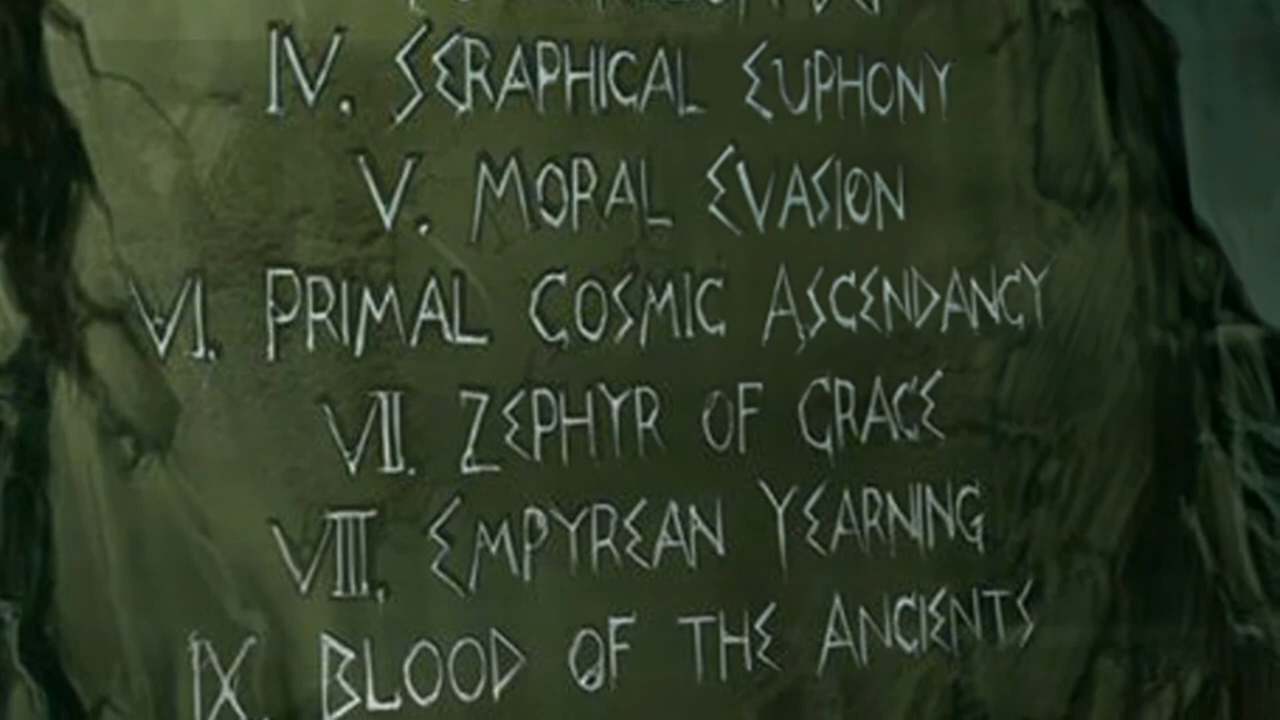 IV. SERAPHICAL EUPHONY
V. MORAL EVASION
VI. PRIMAL COSMIC ASCENDANCY
VII. ZEPHYR OF GRACE
VIII. EMPYREAN YEARNING
IX. BLOOD OF THE ANCIENTS